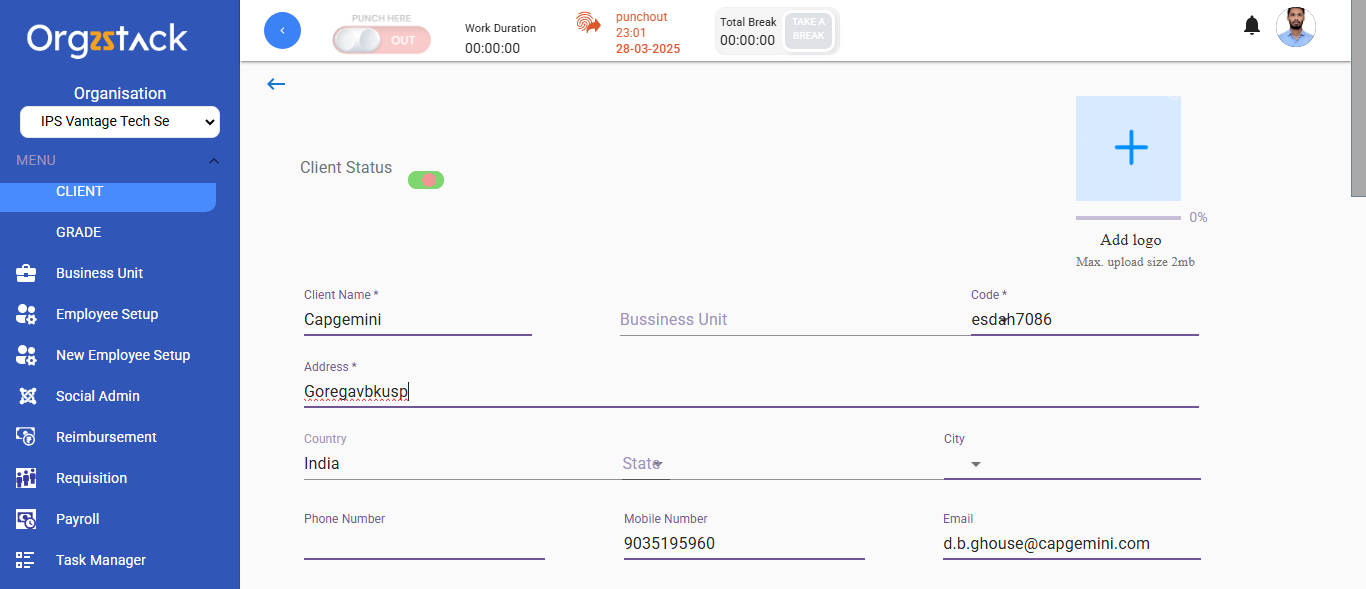 Orgzstack
Organisation
IPS Vantage Tech Se
MENU
CLIENT
GRADE
Business Unit
Employee Setup
New Employee Setup
Social Admin
Reimbursement
Requisition
Payroll
Task Manager
PUNCH HERE
OUT
Work Duration
00:00:00
punchout
23:01
28-03-2025
Total Break
00:00:00
TAKE A
BREAK
Client Status
0%
Add logo
Max. upload size 2mb
Client Name *
Capgemini
Bussiness Unit
Code *
esdah7086
Address *
Goregavbkusp
Country
India
State
City
Phone Number
Mobile Number
9035195960
Email
d.b.ghouse@capgemini.com